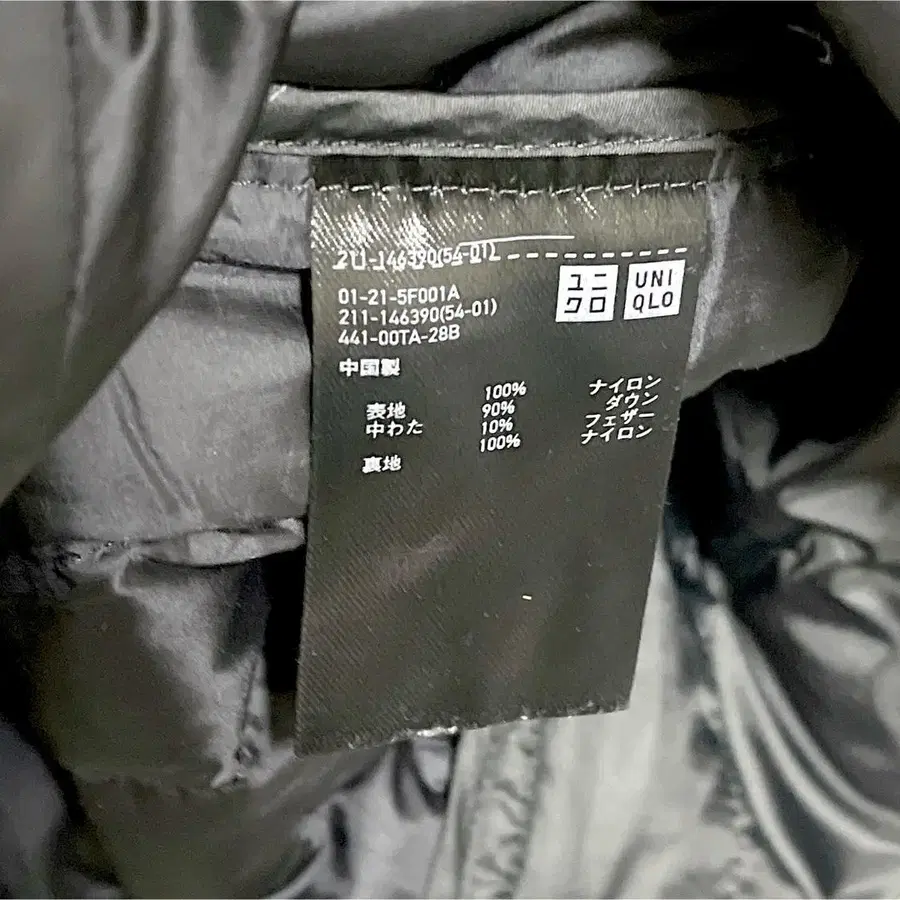 211-146390(54-01)
ユニ
クロ
UNI
QLO
01-21-5F001A
211-146390(54-01)
441-00TA-28B
中国製
表地 100% ナイロン
中わた 90% ダウン
10% フェザー
裏地 100% ナイロン